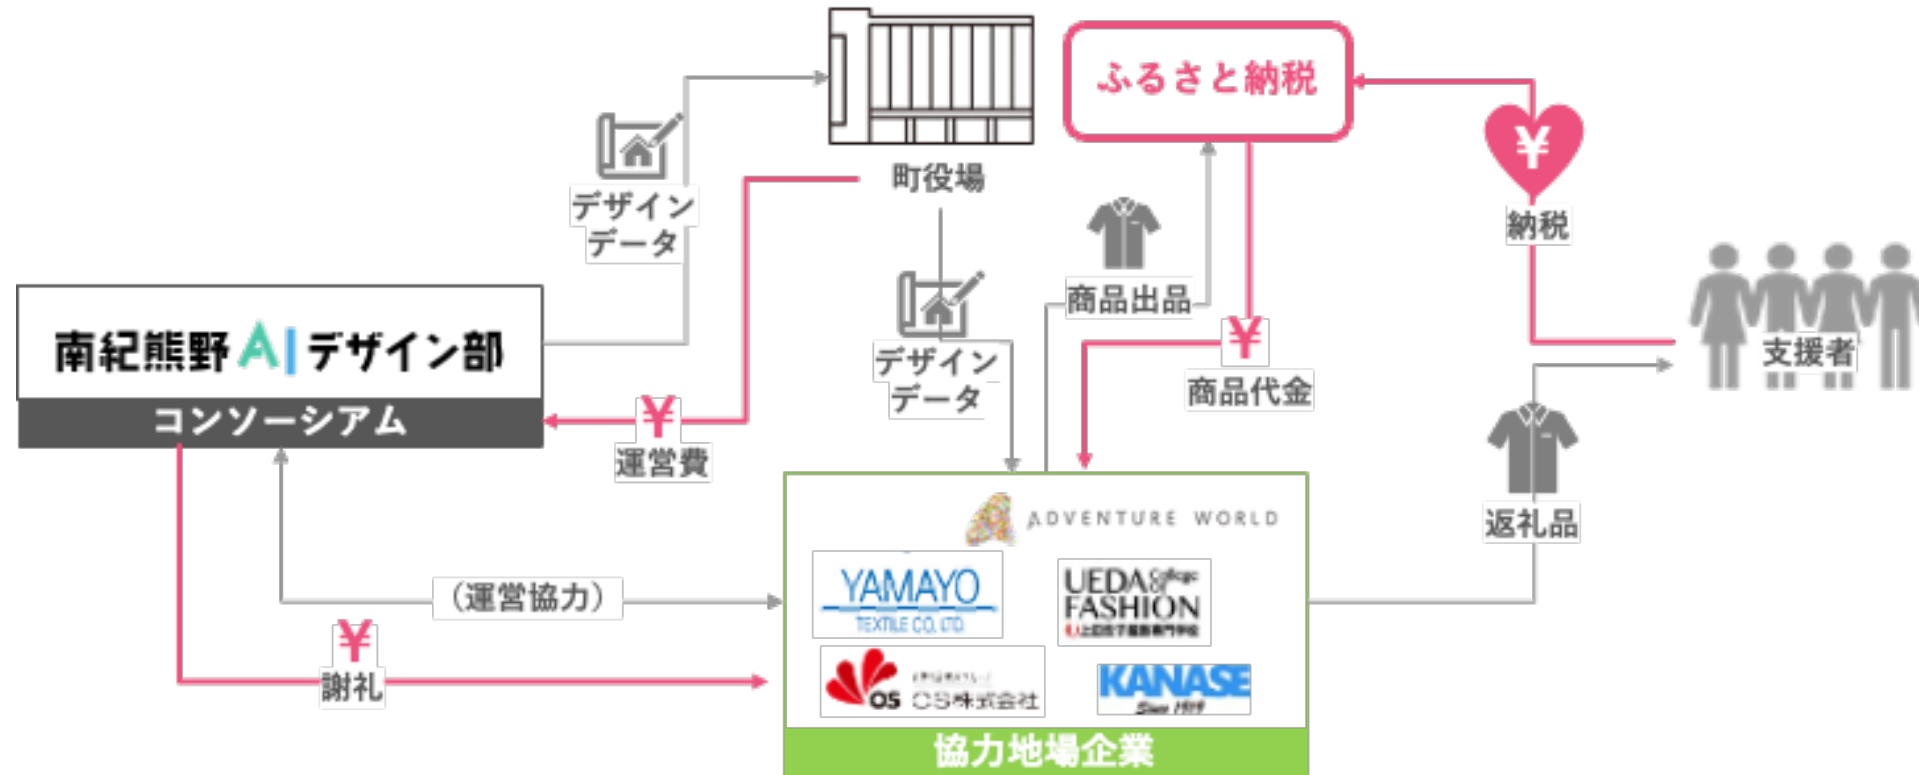 ふるさと納税
¥
町役場
納税
デザイン
データ
商品出品
支援者
南紀熊野AIデザイン部
デザイン
データ
¥
商品代金
コンソーシアム
¥
運営費
返礼品
ADVENTURE WORLD
YAMAYO
TEXTILE CO. LTD.
UEDA College of
FASHION
(運営協力)
¥
謝礼
OS
OS株式会社
KANASE
Since 1919
協力地場企業